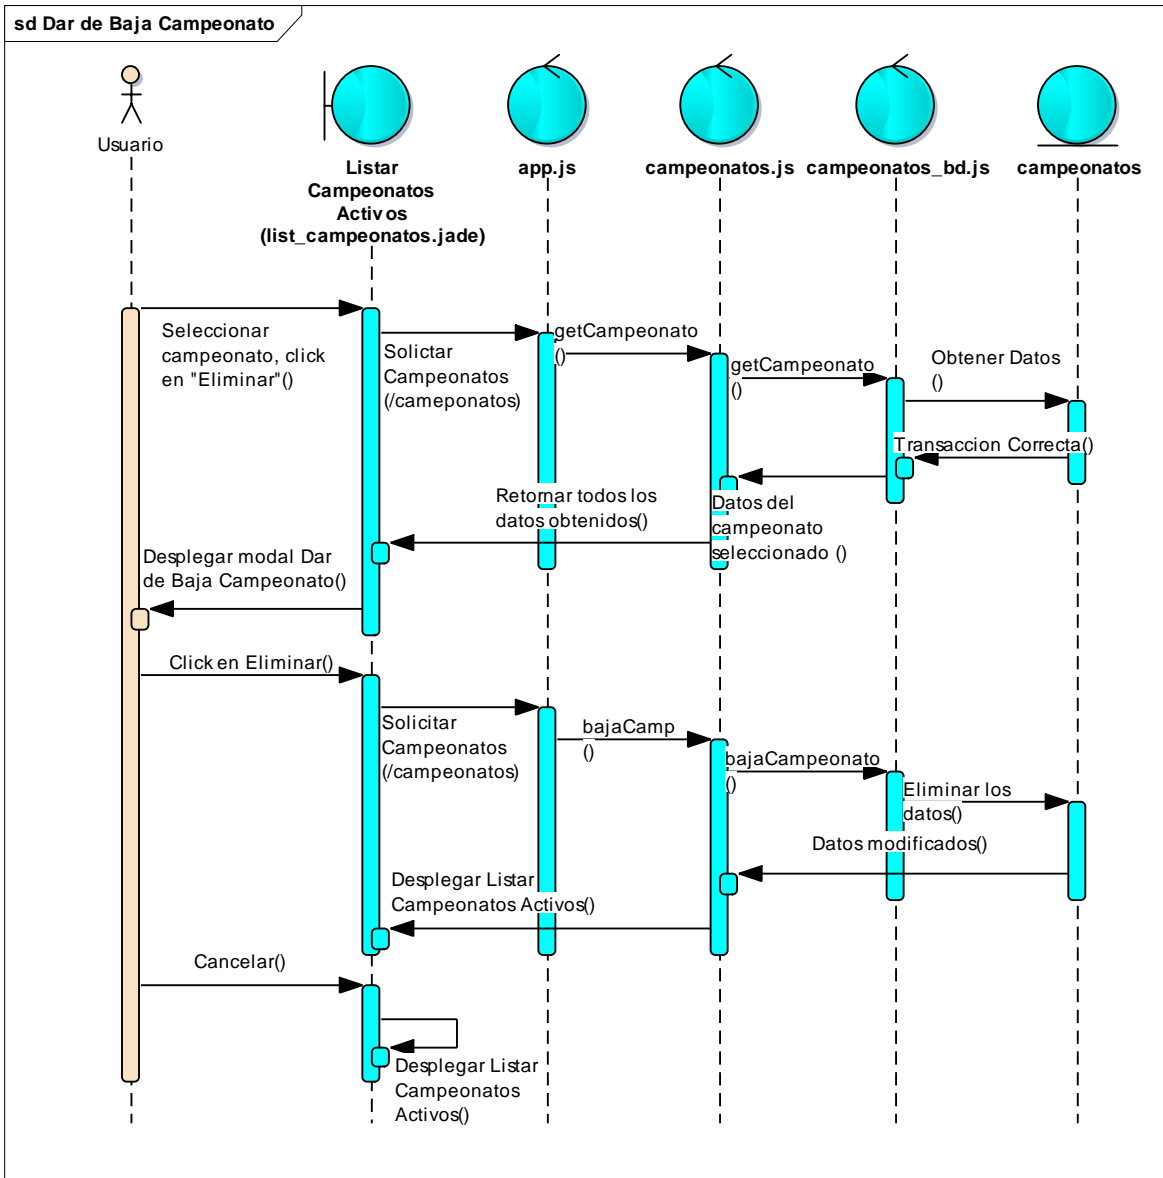 sd Dar de Baja Campeonato
Usuario
Listar
Campeonatos
Activos
(list_campeonatos.jade)
app.js
campeonatos.js
campeonatos_bd.js
campeonatos
Seleccionar
campeonato, click
en "Eliminar"()
Solictar
Campeonatos
(/cameponatos)
getCampeonato
()
getCampeonato
()
Obtener Datos
()
Transaccion Correcta()
Datos del
campeonato
seleccionado ()
Retornar todos los
datos obtenidos()
Desplegar modal Dar
de Baja Campeonato()
Click en Eliminar()
Solicitar
Campeonatos
(/campeonatos)
bajaCamp
()
bajaCampeonato
()
Eliminar los
datos()
Datos modificados()
Desplegar Listar
Campeonatos Activos()
Cancelar()
Desplegar Listar
Campeonatos
Activos()